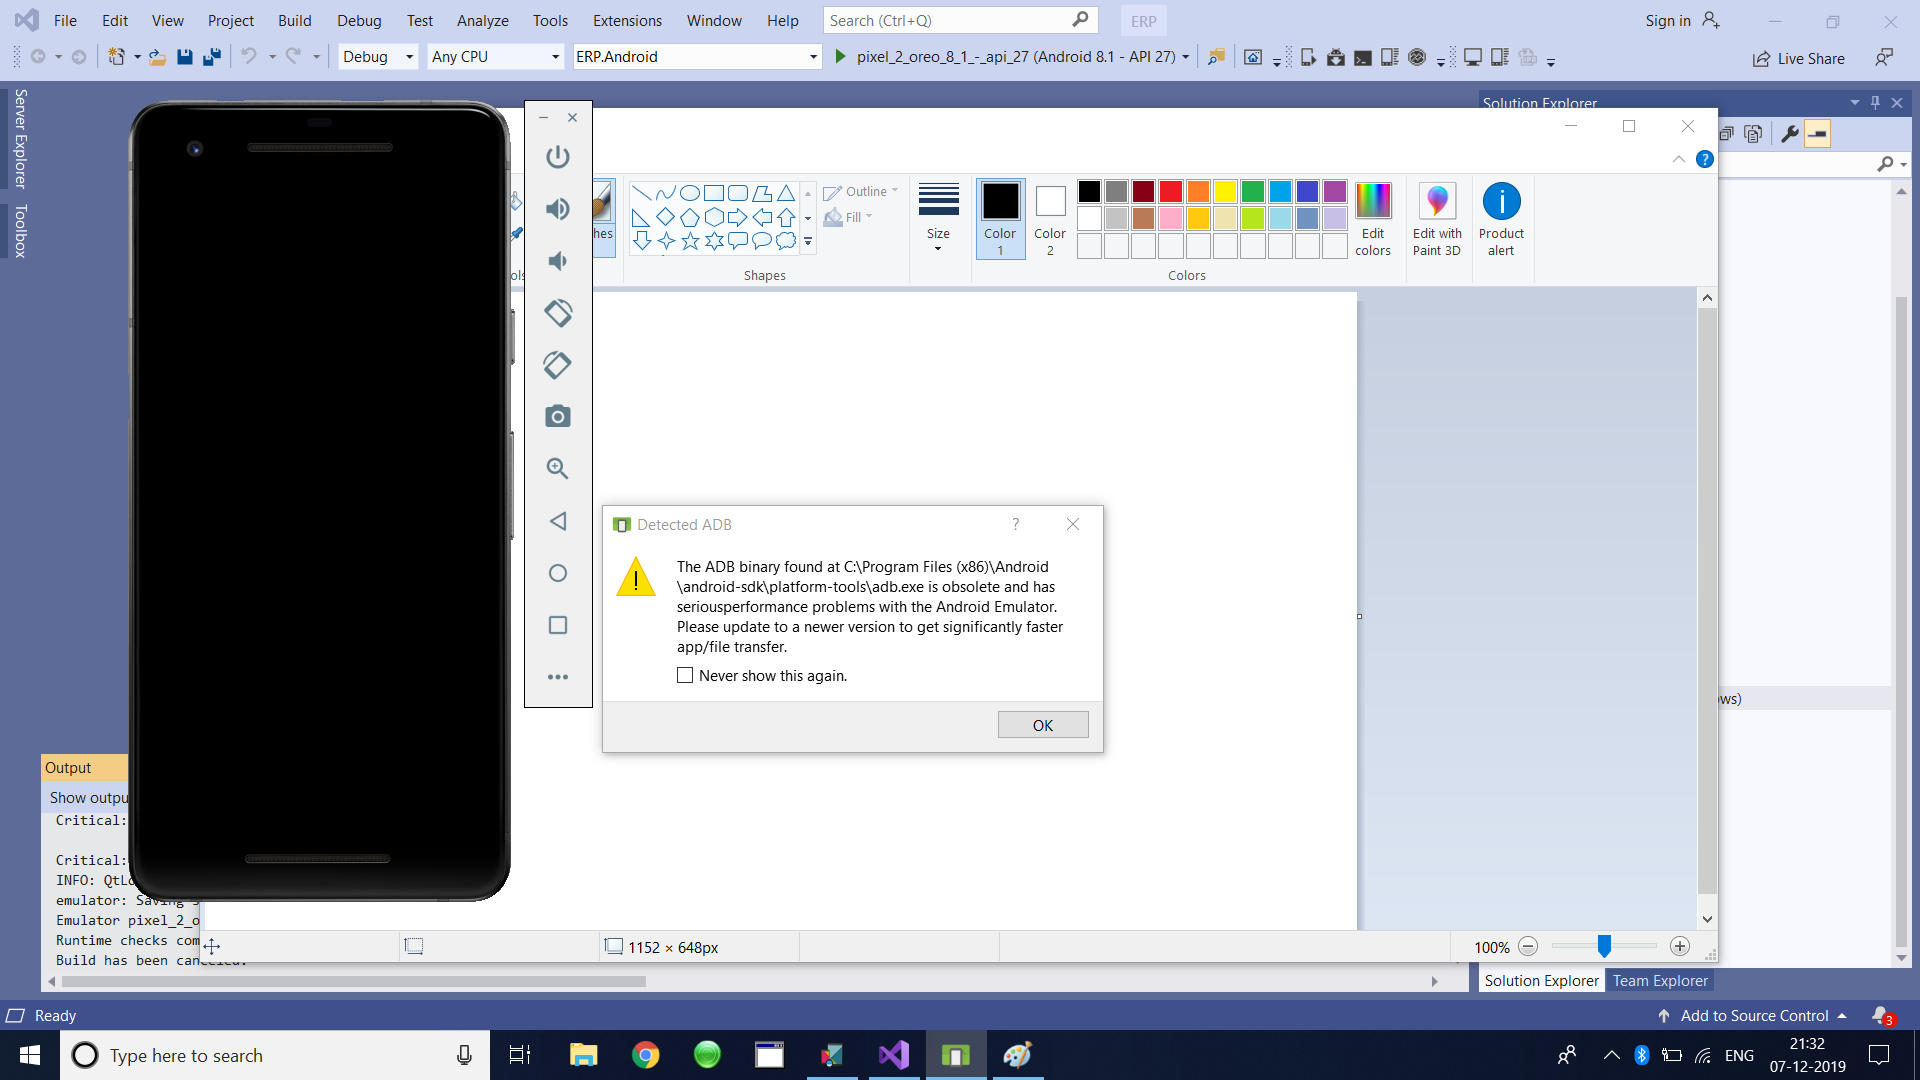 File Edit View Project Build Debug Test Analyze Tools Extensions Window Help Search (Ctrl+Q) ERP Sign in
Debug Any CPU ERP.Android pixel_2_oreo_8_1_-_api_27 (Android 8.1 - API 27) Live Share
Server Explorer
Toolbox
Solution Explorer
hes
Outline
Fill
Size
Color 1
Color 2
Edit colors
Edit with Paint 3D
Product alert
ols
Shapes
Colors
Detected ADB
The ADB binary found at C:\Program Files (x86)\Android
\android-sdk\platform-tools\adb.exe is obsolete and has
seriousperformance problems with the Android Emulator.
Please update to a newer version to get significantly faster
app/file transfer.
Never show this again.
OK
ows)
Output
Show outpu
Critical:
Critical:
INFO: QtLo
emulator: Saving s
Emulator pixel_2_o
Runtime checks com
Build has been canceled.
1152 × 648px
100%
Solution Explorer Team Explorer
Ready
Add to Source Control
3
Type here to search
ENG
21:32
07-12-2019